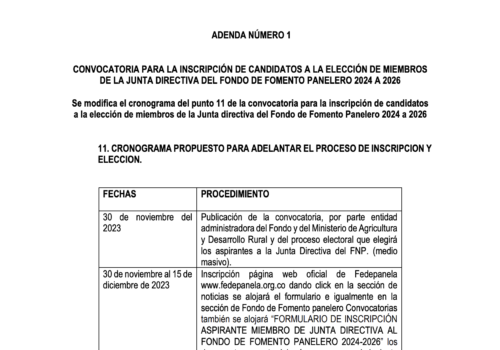 ADENDA NÚMERO 1
CONVOCATORIA PARA LA INSCRIPCIÓN DE CANDIDATOS A LA ELECCIÓN DE MIEMBROS
DE LA JUNTA DIRECTIVA DEL FONDO DE FOMENTO PANELERO 2024 A 2026
Se modifica el cronograma del punto 11 de la convocatoria para la inscripción de candidatos
a la elección de miembros de la Junta directiva del Fondo de Fomento Panelero 2024 a 2026
11. CRONOGRAMA PROPUESTO PARA ADELANTAR EL PROCESO DE INSCRIPCION Y
ELECCION.
FECHAS
PROCEDIMIENTO
30 de noviembre del
2023
Publicación de la convocatoria, por parte entidad
administradora del Fondo y del Ministerio de Agricultura
y Desarrollo Rural y del proceso electoral que elegirá
los aspirantes a la Junta Directiva del FNP. (medio
masivo).
30 de noviembre al 15 de
diciembre de 2023
Inscripción página web oficial de Fedepanela
www.fedepanela.org.co dando click en la sección de
noticias se alojará el formulario e igualmente en la
sección de Fondo de Fomento panelero Convocatorias
también se alojará “FORMULARIO DE INSCRIPCIÓN
ASPIRANTE MIEMBRO DE JUNTA DIRECTIVA AL
FONDO DE FOMENTO PANELERO 2024-2026” los